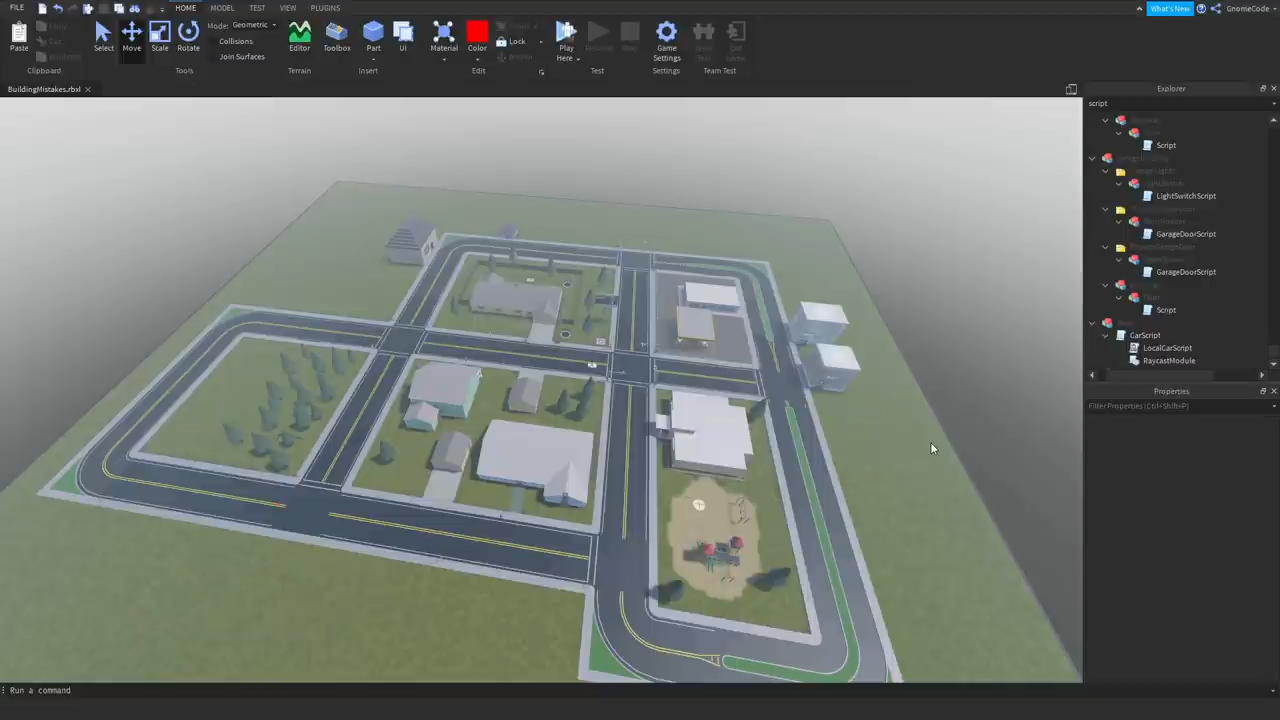 FILE
HOME
MODEL
TEST
VIEW
PLUGINS
What's New
GnomeCode
Paste
Clipboard
Select
Move
Scale
Rotate
Mode: Geometric
Collisions
Join Surfaces
Tools
Editor
Terrain
Toolbox
Part
UI
Insert
Material
Color
Lock
Edit
Play
Here
Test
Game
Settings
Settings
Team Test
BuildingMistakes.rbxl
Explorer
script
Script
LightSwitchScript
GarageDoorScript
GarageDoorScript
Script
CarScript
LocalCarScript
RaycastModule
Properties
Filter Properties (Ctrl+Shift+P)
Run a command